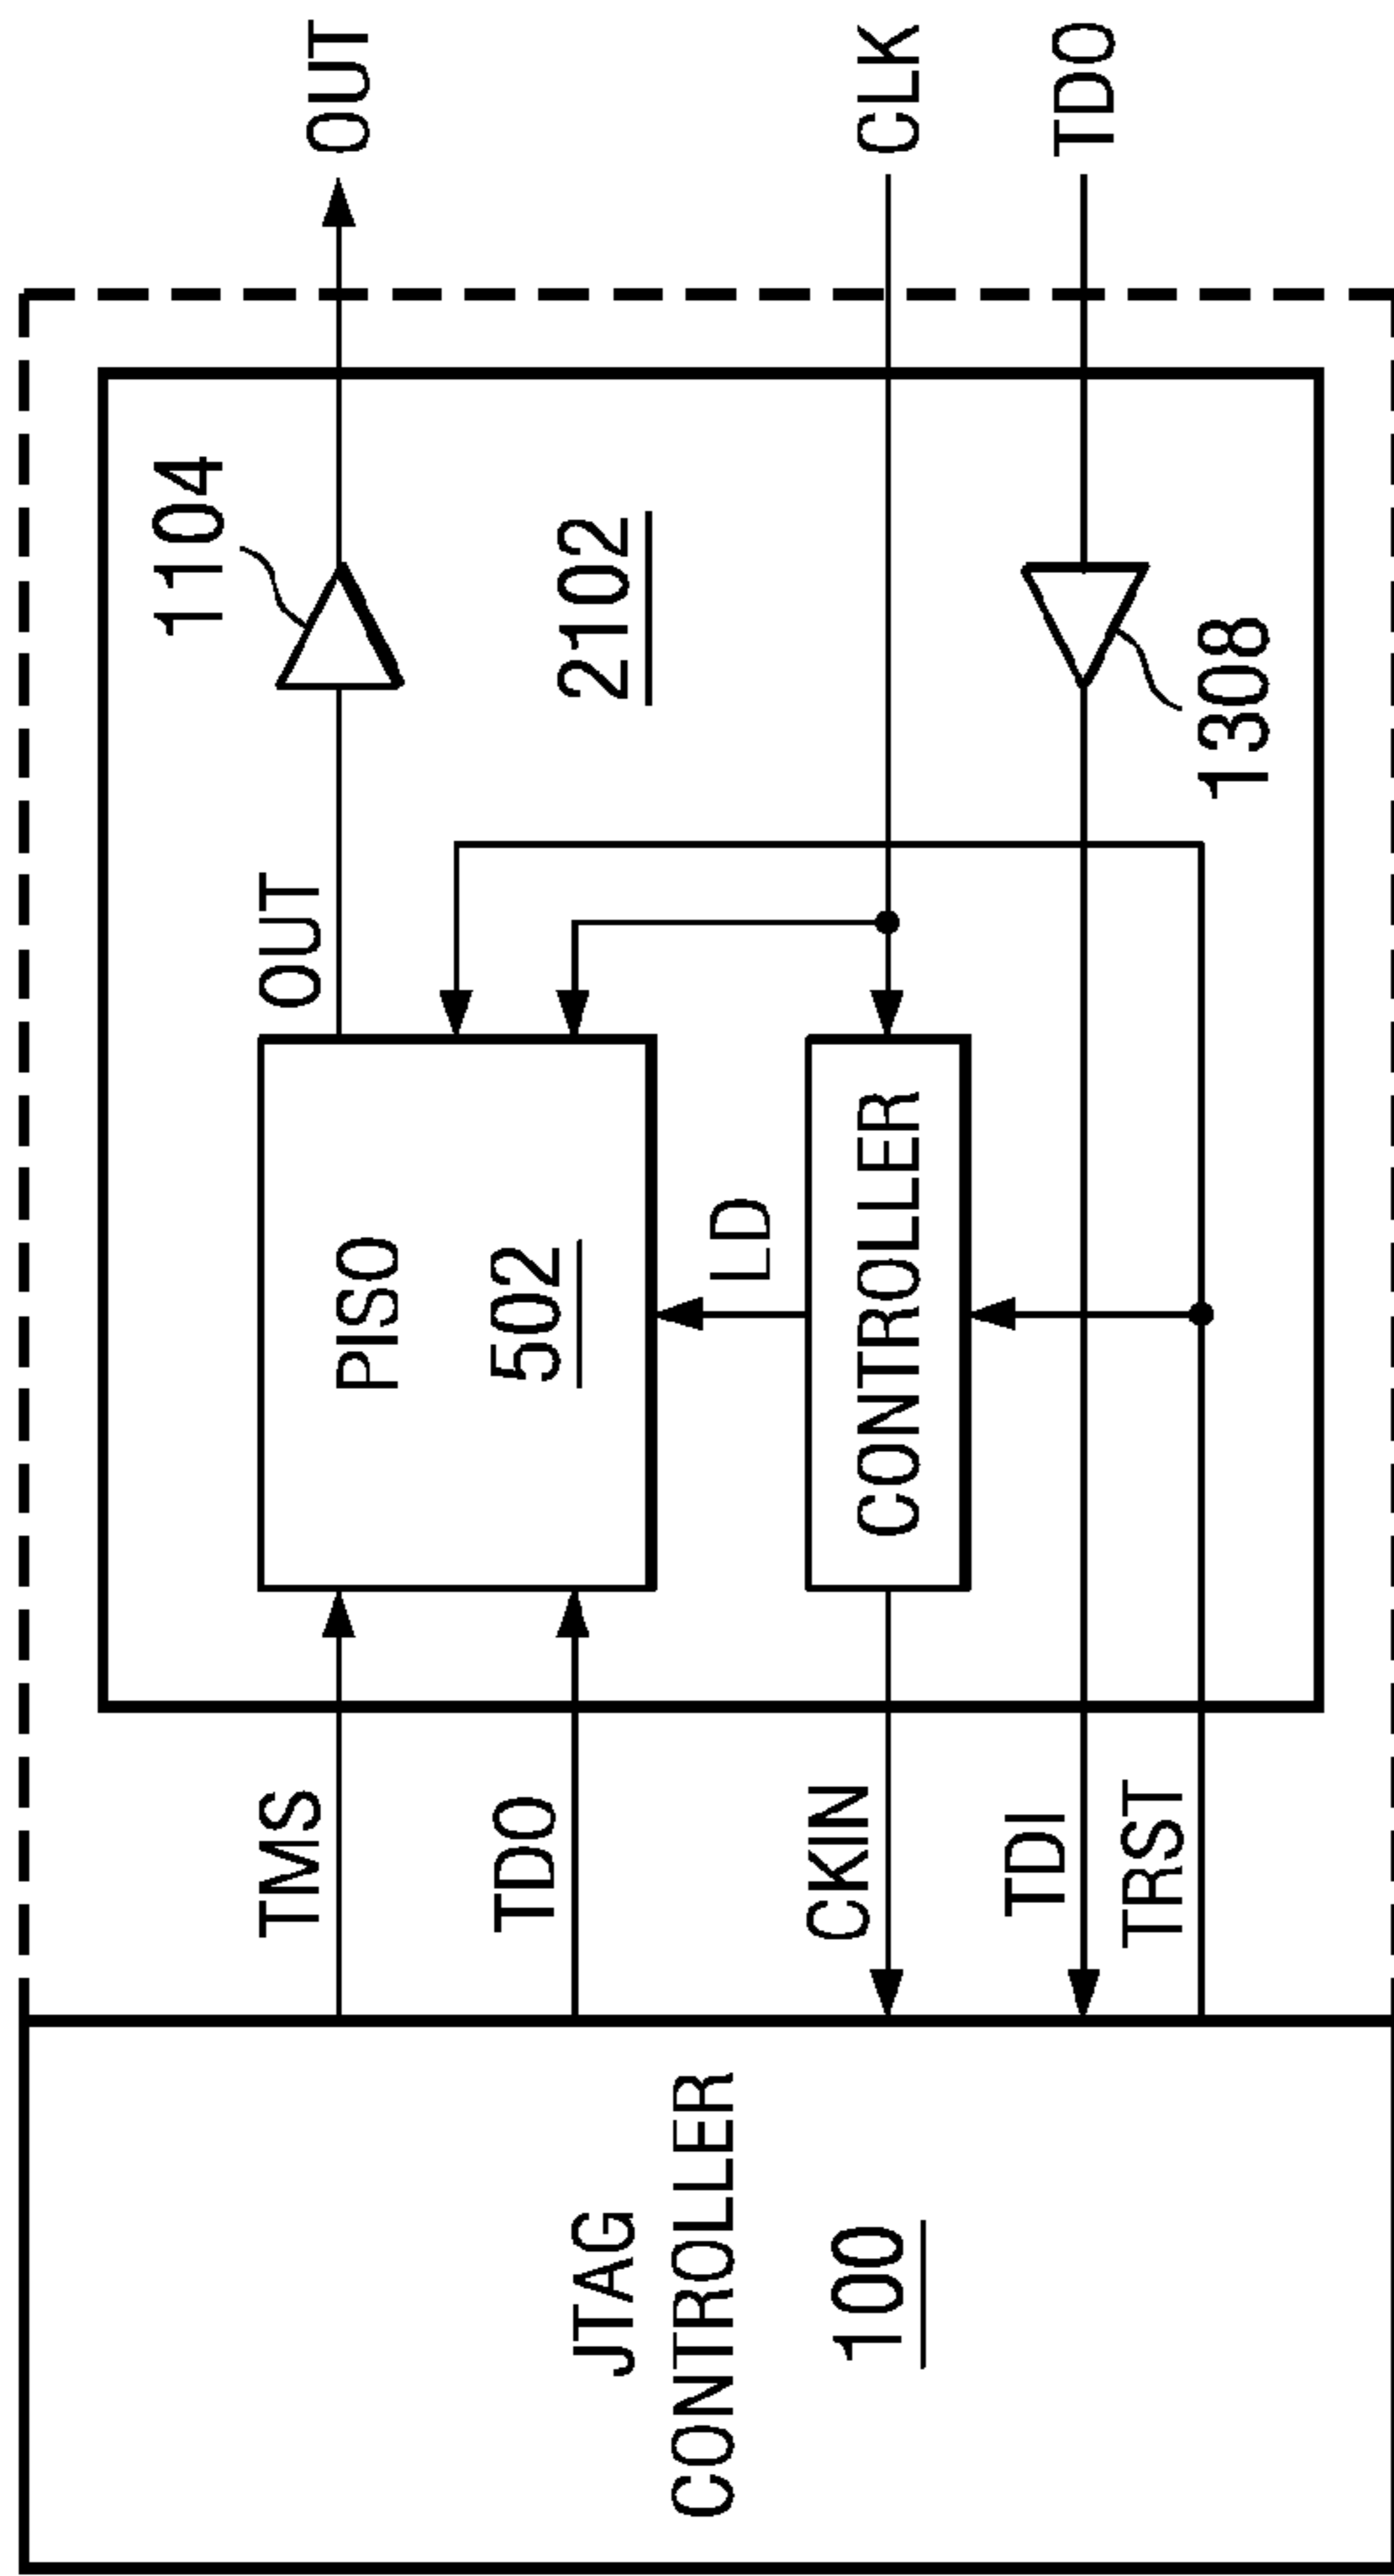 JTAG
CONTROLLER
100
TMS
TDO
CKIN
TDI
TRST
PISO
502
LD
CONTROLLER
OUT
1104
2102
1308
OUT
CLK
TDO